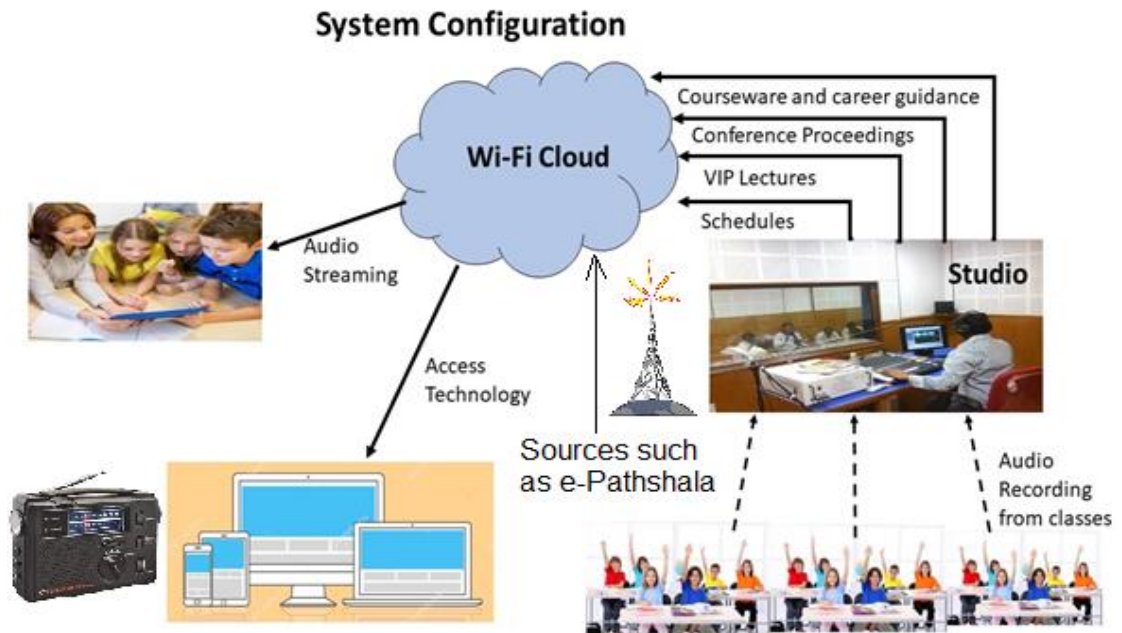 System Configuration
Wi-Fi Cloud
Courseware and career guidance
Conference Proceedings
VIP Lectures
Schedules
Studio
Audio
Streaming
Access
Technology
Sources such
as e-Pathshala
Audio
Recording
from classes